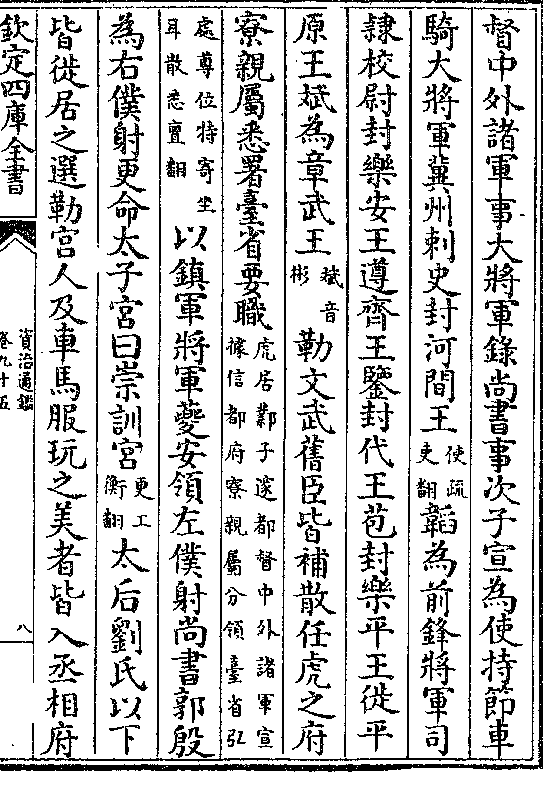 督中外諸軍事大將軍錄尚書事次子宣為使持節車
騎大將軍冀州刺史封河間王使疏吏翻韜為前鋒將軍司
隸校尉封樂安王遵齊王鑒封代王苞封樂平王徙平
原王斌為章武王斌音彬勒文武舊臣皆補散任虎之府
寮親屬悉署臺省要職虎居鄴子邃都督中外諸軍宣據信都府寮親屬分領臺省弘
處尊位特寄坐耳散悉亶翻以鎮軍將軍夔安領左僕射尚書郭殷
為右僕射更命太子宮曰崇訓宮更工衡翻太后劉氏以下
皆徙居之選勒宮人及車馬服玩之美者皆入丞相府
欽定四庫全書
資治通鑑
卷九十五
八